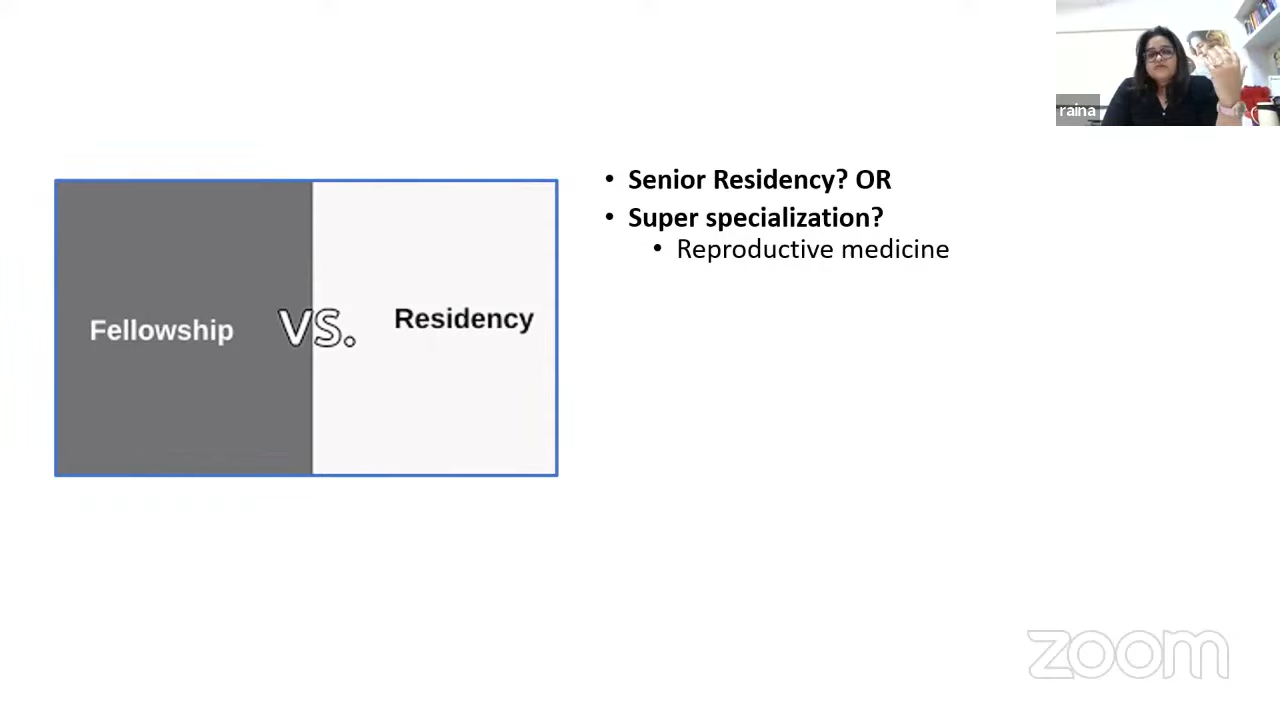 raina
• Senior Residency? OR
• Super specialization?
• Reproductive medicine
Fellowship vs. Residency
zoom